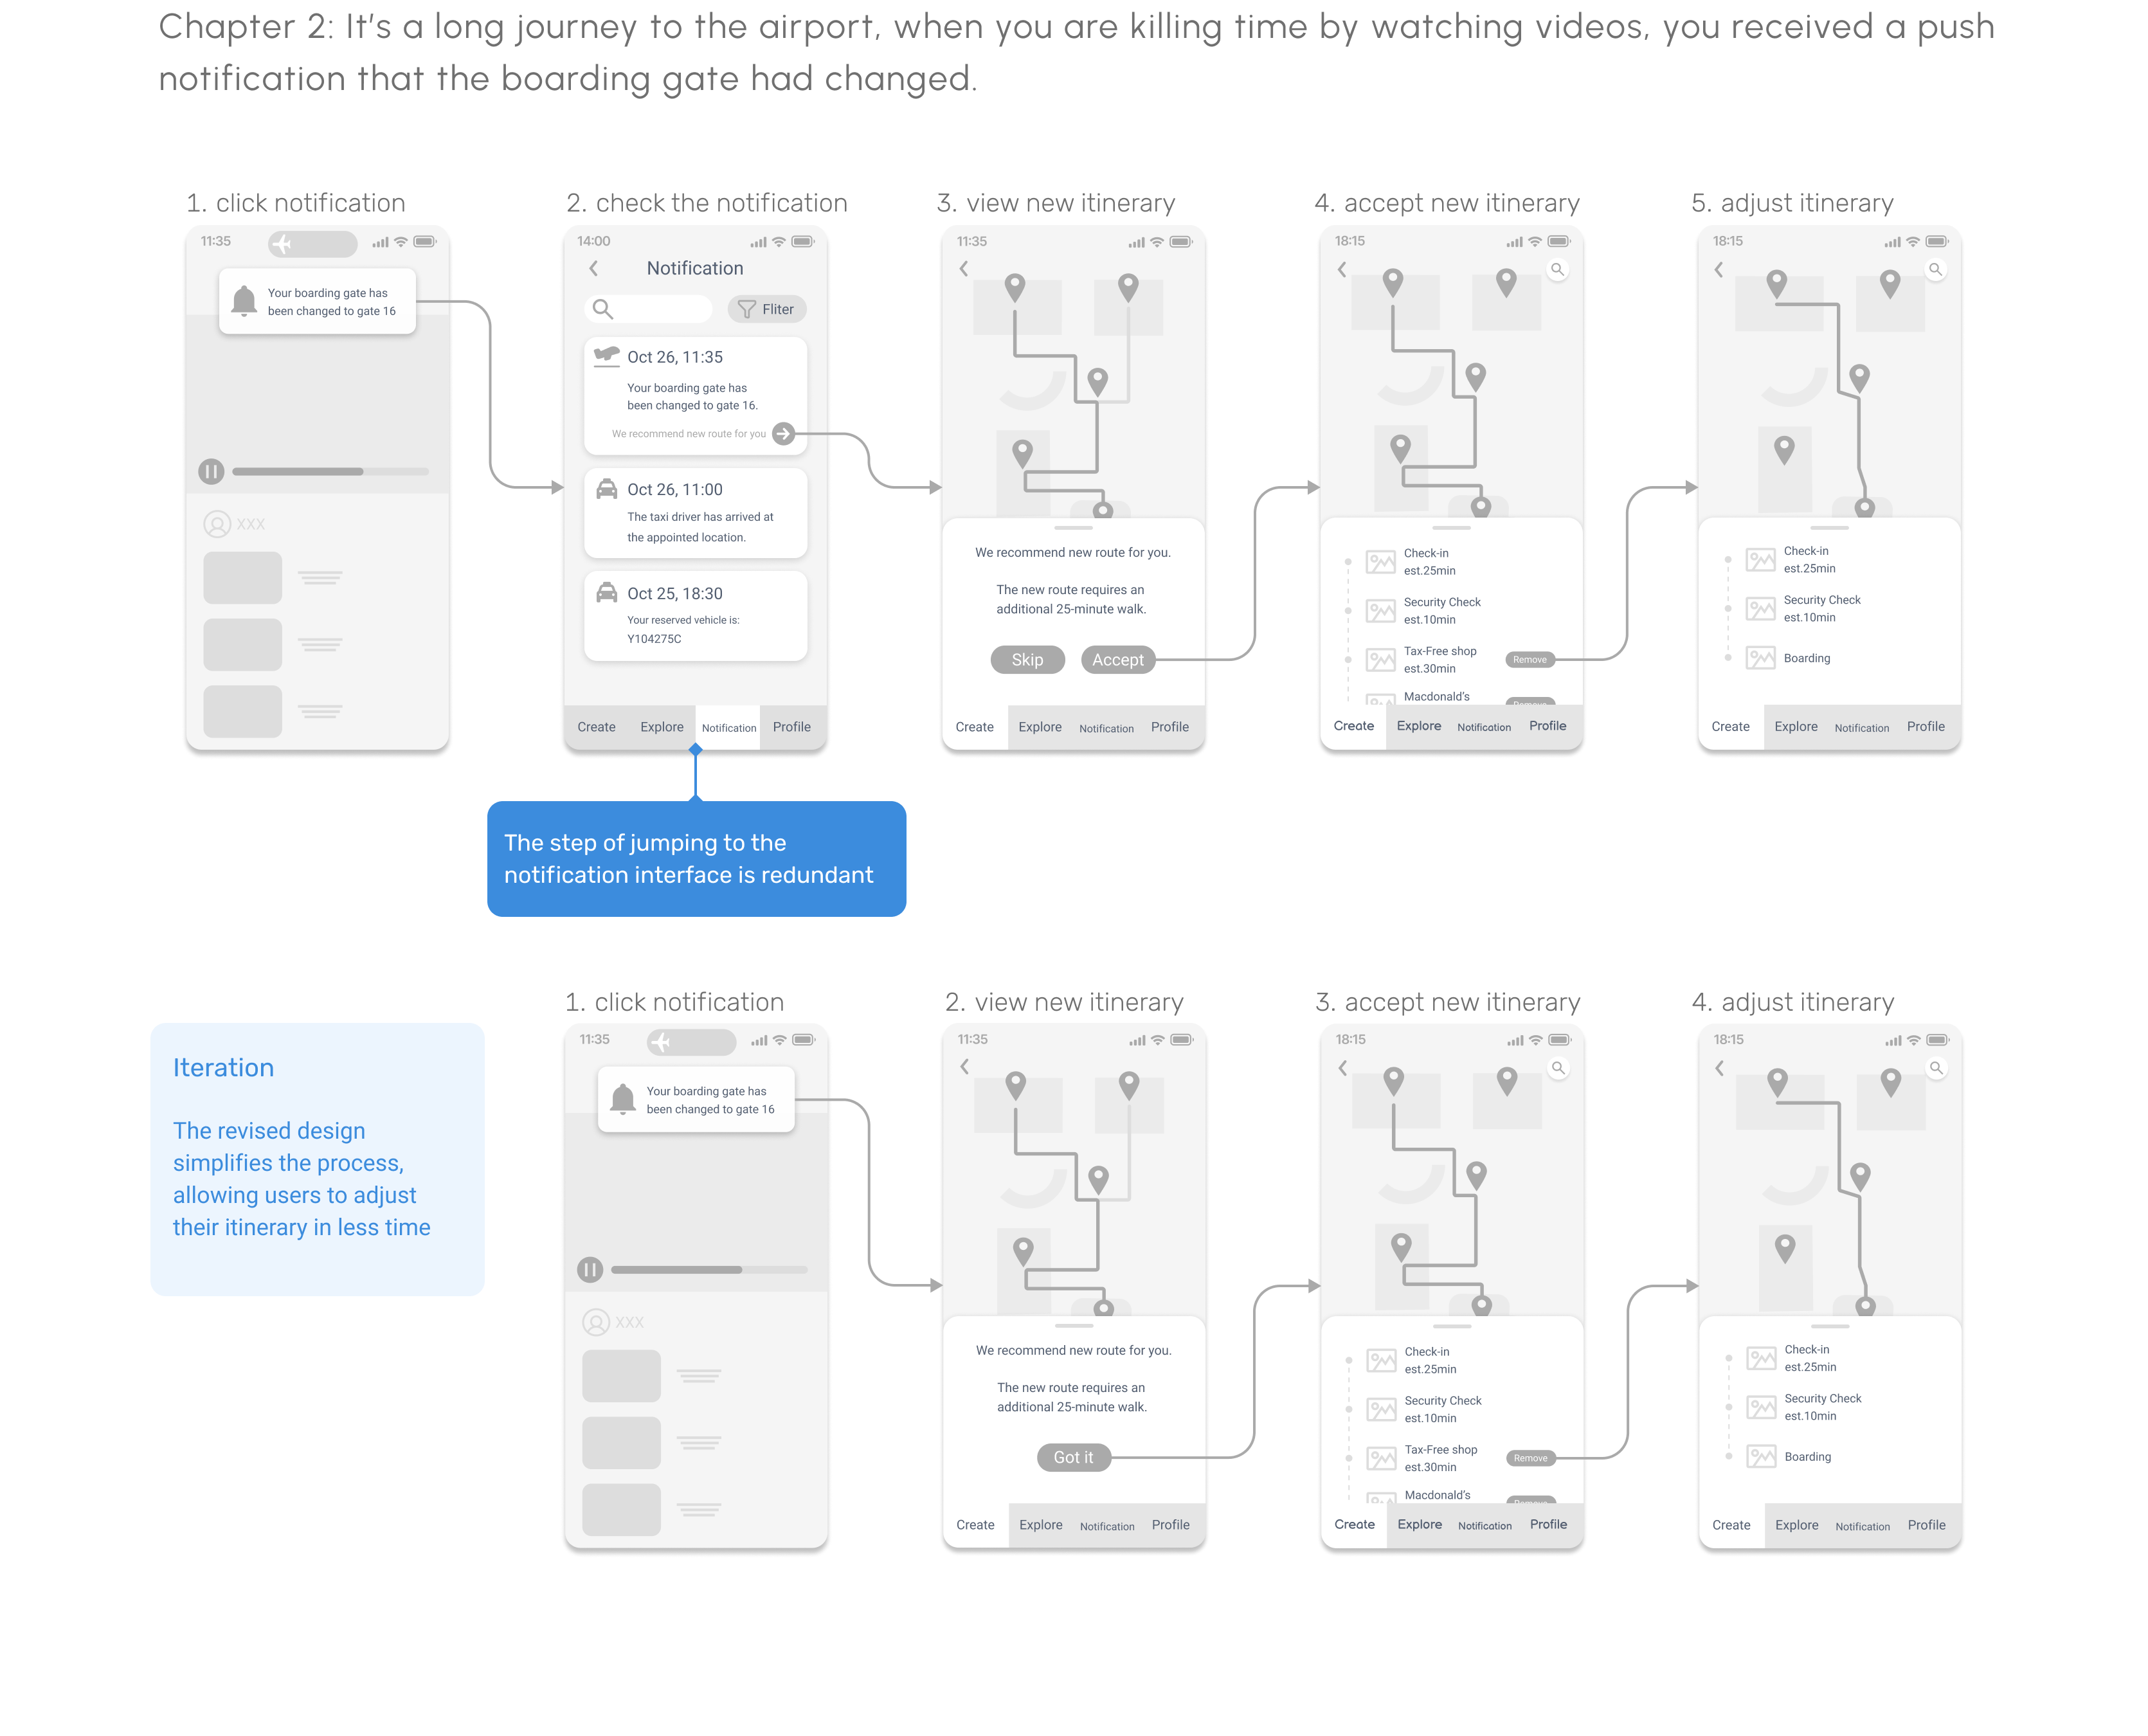 Chapter 2: It's a long journey to the airport, when you are killing time by watching videos, you received a push
notification that the boarding gate had changed.
1. click notification
11:35
Your boarding gate has
been changed to gate 16
XXX
2. check the notification
14:00
Notification
Fliter
Oct 26, 11:35
Your boarding gate has
been changed to gate 16.
We recommend new route for you
Oct 26, 11:00
The taxi driver has arrived at
the appointed location.
Oct 25, 18:30
Your reserved vehicle is:
Y104275C
Create Explore Notification Profile
3. view new itinerary
11:35
We recommend new route for you.
The new route requires an
additional 25-minute walk.
Skip Accept
Create Explore Notification Profile
4. accept new itinerary
18:15
Check-in
est.25min
Security Check
est.10min
Tax-Free shop
est.30min
Remove
Macdonald's
Remove
Create Explore Notification Profile
5. adjust itinerary
18:15
Check-in
est.25min
Security Check
est.10min
Boarding
Create Explore Notification Profile
The step of jumping to the
notification interface is redundant
Iteration
The revised design
simplifies the process,
allowing users to adjust
their itinerary in less time
1. click notification
11:35
Your boarding gate has
been changed to gate 16
XXX
2. view new itinerary
11:35
We recommend new route for you.
The new route requires an
additional 25-minute walk.
Got it
Create Explore Notification Profile
3. accept new itinerary
18:15
Check-in
est.25min
Security Check
est.10min
Tax-Free shop
est.30min
Remove
Macdonald's
Remove
Create Explore Notification Profile
4. adjust itinerary
18:15
Check-in
est.25min
Security Check
est.10min
Boarding
Create Explore Notification Profile